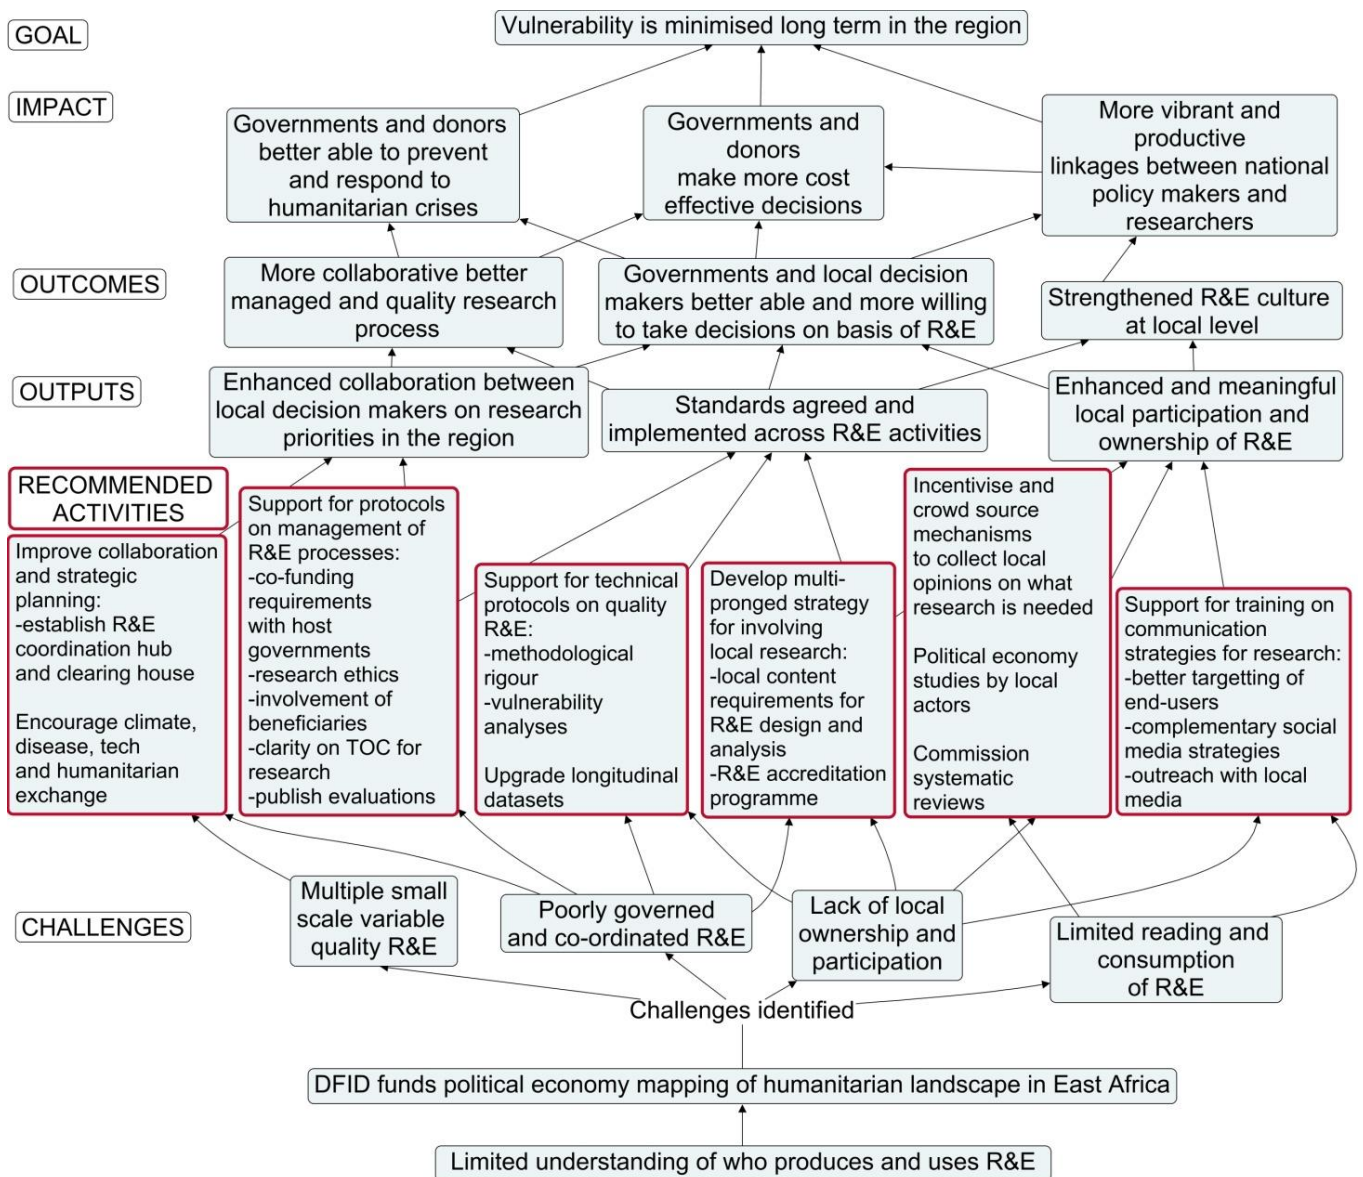 GOAL
Vulnerability is minimised long term in the region
IMPACT
Governments and donors
better able to prevent
and respond to
humanitarian crises
Governments and
donors
make more cost
effective decisions
More vibrant and
productive
linkages between national
policy makers and
researchers
OUTCOMES
More collaborative better
managed and quality research
process
Governments and local decision
makers better able and more willing
to take decisions on basis of R&E
Strengthened R&E culture
at local level
OUTPUTS
Enhanced collaboration between
local decision makers on research
priorities in the region
Standards agreed and
implemented across R&E activities
Enhanced and meaningful
local participation and
ownership of R&E
RECOMMENDED
ACTIVITIES
Improve collaboration
and strategic
planning:
-establish R&E
coordination hub
and clearing house
Encourage climate,
disease, tech
and humanitarian
exchange
Support for protocols
on management of
R&E processes:
-co-funding
requirements
with host
governments
-research ethics
-involvement of
beneficiaries
-clarity on TOC for
research
-publish evaluations
Support for technical
protocols on quality
R&E:
-methodological
rigour
-vulnerability
analyses
Upgrade longitudinal
datasets
Develop multi-
pronged strategy
for involving
local research:
-local content
requirements for
R&E design and
analysis
-R&E accreditation
programme
Incentivise and
crowd source
mechanisms
to collect local
opinions on what
research is needed
Political economy
studies by local
actors
Commission
systematic
reviews
Support for training on
communication
strategies for research:
-better targetting of
end-users
-complementary social
media strategies
-outreach with local
media
CHALLENGES
Multiple small
scale variable
quality R&E
Poorly governed
and co-ordinated R&E
Lack of local
ownership and
participation
Limited reading and
consumption
of R&E
Challenges identified
DFID funds political economy mapping of humanitarian landscape in East Africa
Limited understanding of who produces and uses R&E